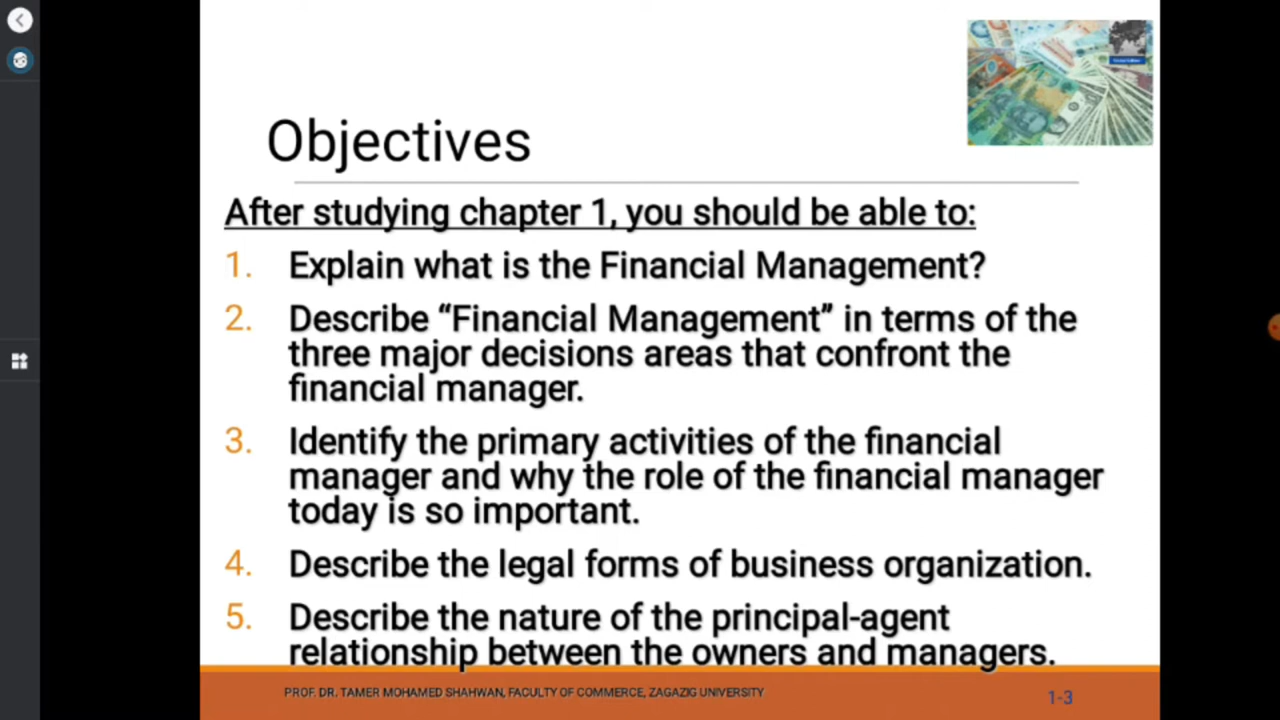 Objectives
After studying chapter 1, you should be able to:
1. Explain what is the Financial Management?
2. Describe “Financial Management” in terms of the
three major decisions areas that confront the
financial manager.
3. Identify the primary activities of the financial
manager and why the role of the financial manager
today is so important.
4. Describe the legal forms of business organization.
5. Describe the nature of the principal-agent
relationship between the owners and managers.
PROF. DR. TAMER MOHAMED SHAHWAN, FACULTY OF COMMERCE, ZAGAZIG UNIVERSITY
1-3